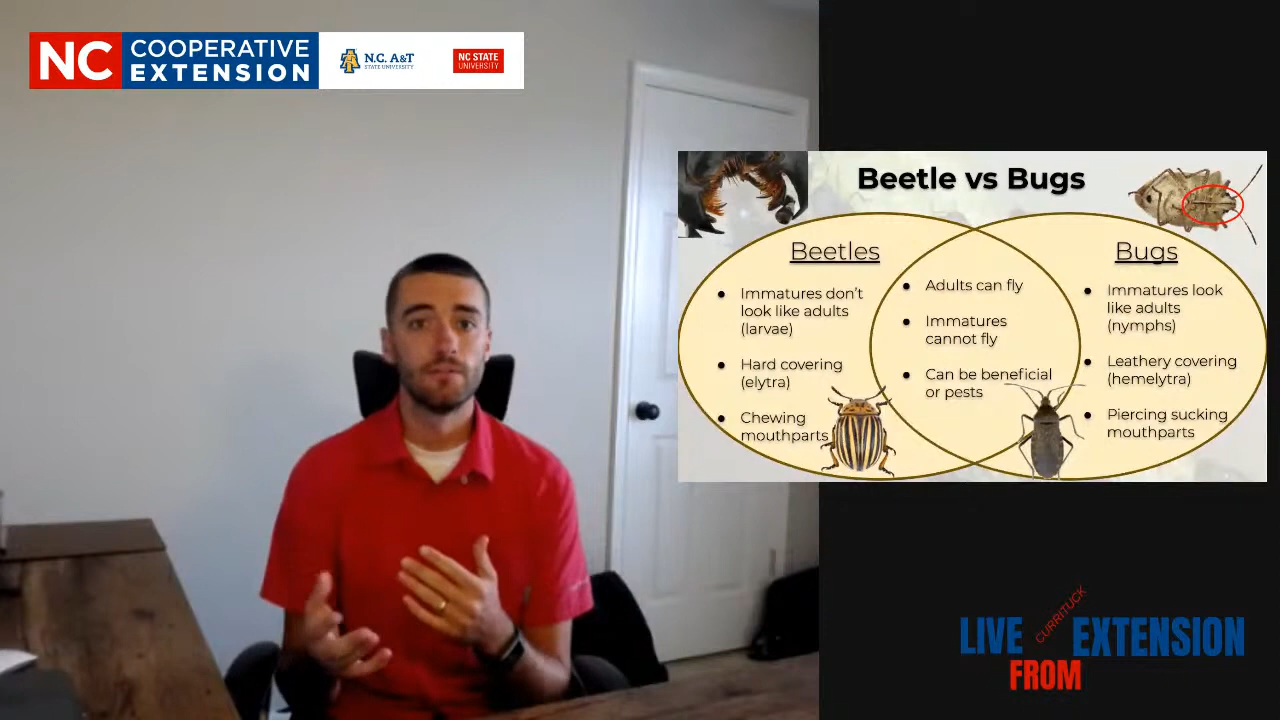 NC COOPERATIVE
EXTENSION
N.C. A&T
STATE UNIVERSITY
NC STATE
UNIVERSITY
Beetle vs Bugs
Beetles
• Immatures don't
look like adults
(larvae)
• Hard covering
(elytra)
• Chewing
mouthparts
• Adults can fly
• Immatures
cannot fly
• Can be beneficial
or pests
Bugs
• Immatures look
like adults
(nymphs)
• Leathery covering
(hemelytra)
• Piercing sucking
mouthparts
LIVE CURRITUCK EXTENSION
FROM